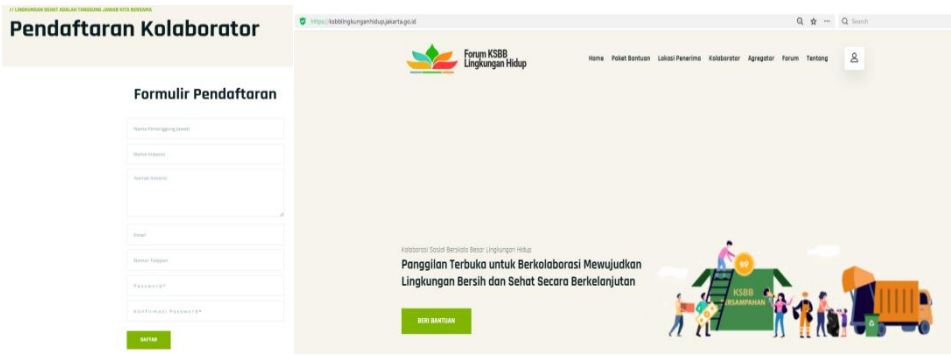 // LINGKUNGAN SEHAT ADALAH TANGGUNG JAWAB KITA BERSAMA
Pendaftaran Kolaborator
Formulir Pendaftaran
Nama Penanggung Jawab
Nama Instansi
Alamat Instansi
Email
Nomor Telepon
Password*
Konfirmasi Password*
DAFTAR
https://ksbblingkunganhidup.jakarta.go.id
Search
Forum KSBB
Lingkungan Hidup
Home Paket Bantuan Lokasi Penerima Kolaborator Agregator Forum Tentang
Kolaborasi Sosial Berskala Besar Lingkungan Hidup
Panggilan Terbuka untuk Berkolaborasi Mewujudkan
Lingkungan Bersih dan Sehat Secara Berkelanjutan
BERI BANTUAN
KSBB
PERSAMPAHAN